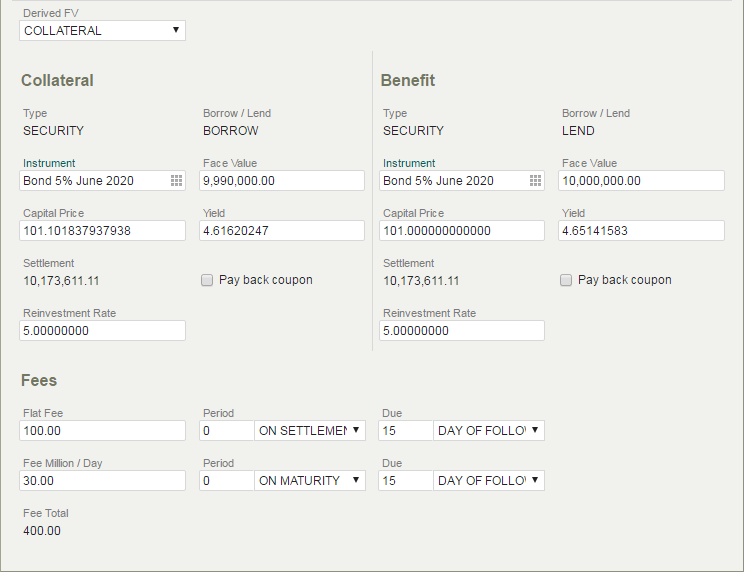 Derived FV
COLLATERAL
Collateral
Benefit
Type
Borrow / Lend
Type
Borrow / Lend
SECURITY
BORROW
SECURITY
LEND
Instrument
Face Value
Instrument
Face Value
Bond 5% June 2020
9,990,000.00
Bond 5% June 2020
10,000,000.00
Capital Price
Yield
Capital Price
Yield
101.101837937938
4.61620247
101.000000000000
4.65141583
Settlement
Settlement
10,173,611.11
Pay back coupon
10,173,611.11
Pay back coupon
Reinvestment Rate
Reinvestment Rate
5.00000000
5.00000000
Fees
Flat Fee
Period
Due
100.00
0
ON SETTLEMEN
15
DAY OF FOLLO
Fee Million / Day
Period
Due
30.00
0
ON MATURITY
15
DAY OF FOLLO
Fee Total
400.00